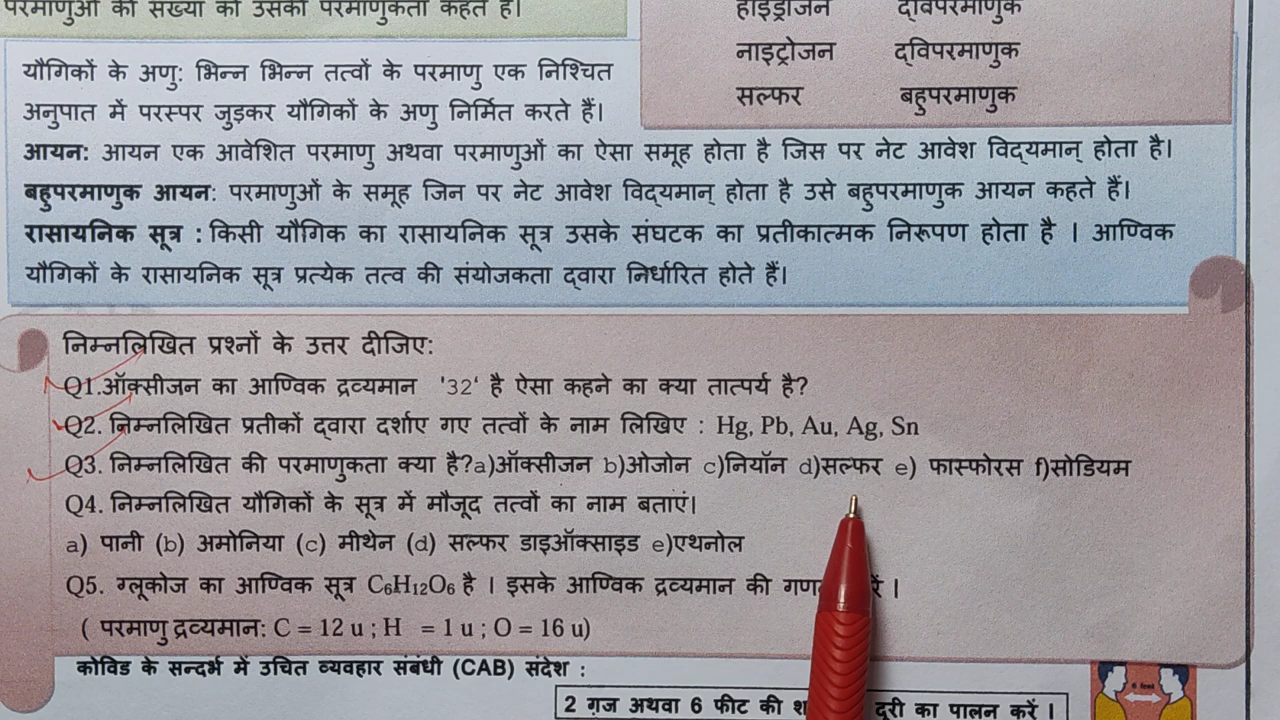 परमाणुओं की संख्या को उसकी परमाणुकता कहते हैं।
हाइड्रोजन द्विपरमाणुक
नाइट्रोजन द्विपरमाणुक
सल्फर बहुपरमाणुक
यौगिकों के अणु: भिन्न भिन्न तत्वों के परमाणु एक निश्चित
अनुपात में परस्पर जुड़कर यौगिकों के अणु निर्मित करते हैं।
आयन: आयन एक आवेशित परमाणु अथवा परमाणुओं का ऐसा समूह होता है जिस पर नेट आवेश विद्यमान् होता है।
बहुपरमाणुक आयन: परमाणुओं के समूह जिन पर नेट आवेश विद्यमान् होता है उसे बहुपरमाणुक आयन कहते हैं।
रासायनिक सूत्र : किसी यौगिक का रासायनिक सूत्र उसके संघटक का प्रतीकात्मक निरूपण होता है । आण्विक
यौगिकों के रासायनिक सूत्र प्रत्येक तत्व की संयोजकता द्वारा निर्धारित होते हैं।
निम्नलिखित प्रश्नों के उत्तर दीजिए:
Q1.ऑक्सीजन का आण्विक द्रव्यमान '32' है ऐसा कहने का क्या तात्पर्य है?
Q2. निम्नलिखित प्रतीकों द्वारा दर्शाए गए तत्वों के नाम लिखिए : Hg, Pb, Au, Ag, Sn
Q3. निम्नलिखित की परमाणुकता क्या है?a)ऑक्सीजन b)ओजोन c)नियॉन d)सल्फर e) फास्फोरस f)सोडियम
Q4. निम्नलिखित यौगिकों के सूत्र में मौजूद तत्वों का नाम बताएं।
a) पानी (b) अमोनिया (c) मीथेन (d) सल्फर डाइऑक्साइड e)एथनोल
Q5. ग्लूकोज का आण्विक सूत्र C₆H₁₂O₆ है । इसके आण्विक द्रव्यमान की ।
( परमाणु द्रव्यमान: C = 12 u ; H = 1 u ; O = 16 u)
कोविड के सन्दर्भ में उचित व्यवहार संबंधी (CAB) संदेश :
6 feet
2 ग़ज अथवा 6 फीट की दूरी का पालन करें ।